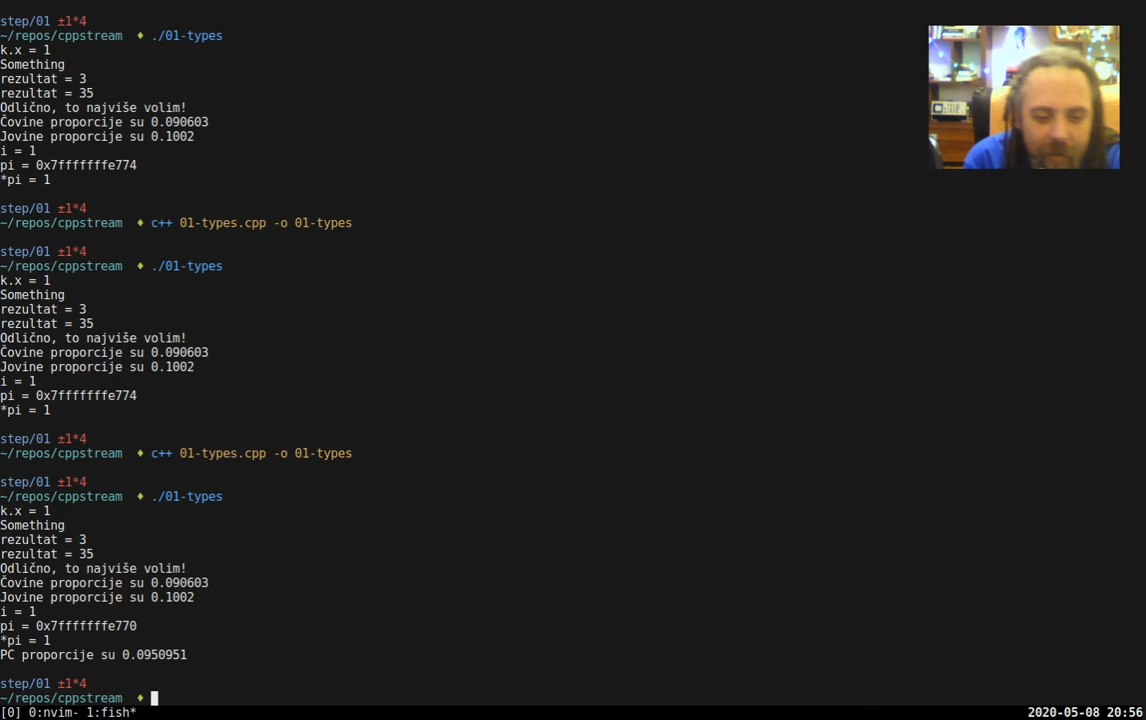 step/01 ±1*4
~/repos/cppstream ♦ ./01-types
k.x = 1
Something
rezultat = 3
rezultat = 35
Odlično, to najviše volim!
Čovine proporcije su 0.090603
Jovine proporcije su 0.1002
i = 1
pi = 0x7fffffffe774
*pi = 1
step/01 ±1*4
~/repos/cppstream ♦ c++ 01-types.cpp -o 01-types
step/01 ±1*4
~/repos/cppstream ♦ ./01-types
k.x = 1
Something
rezultat = 3
rezultat = 35
Odlično, to najviše volim!
Čovine proporcije su 0.090603
Jovine proporcije su 0.1002
i = 1
pi = 0x7fffffffe774
*pi = 1
step/01 ±1*4
~/repos/cppstream ♦ c++ 01-types.cpp -o 01-types
step/01 ±1*4
~/repos/cppstream ♦ ./01-types
k.x = 1
Something
rezultat = 3
rezultat = 35
Odlično, to najviše volim!
Čovine proporcije su 0.090603
Jovine proporcije su 0.1002
i = 1
pi = 0x7fffffffe770
*pi = 1
PC proporcije su 0.0950951
step/01 ±1*4
~/repos/cppstream ♦
[0] 0:nvim- 1:fish* 2020-05-08 20:56